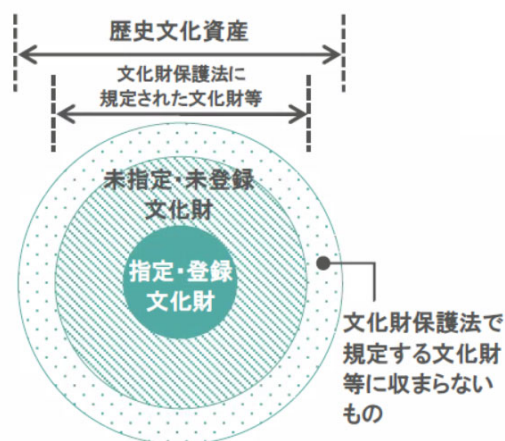 歴史文化資産
文化財保護法に
規定された文化財等
未指定・未登録
文化財
指定・登録
文化財
文化財保護法で
規定する文化財
等に収まらない
もの